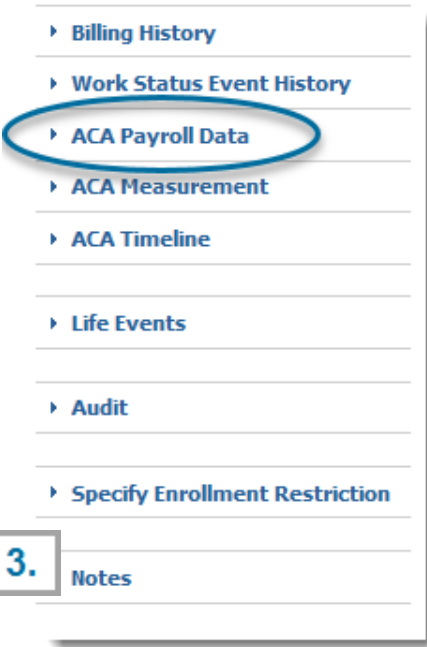 Billing History
Work Status Event History
ACA Payroll Data
ACA Measurement
ACA Timeline
Life Events
Audit
Specify Enrollment Restriction
3.
Notes